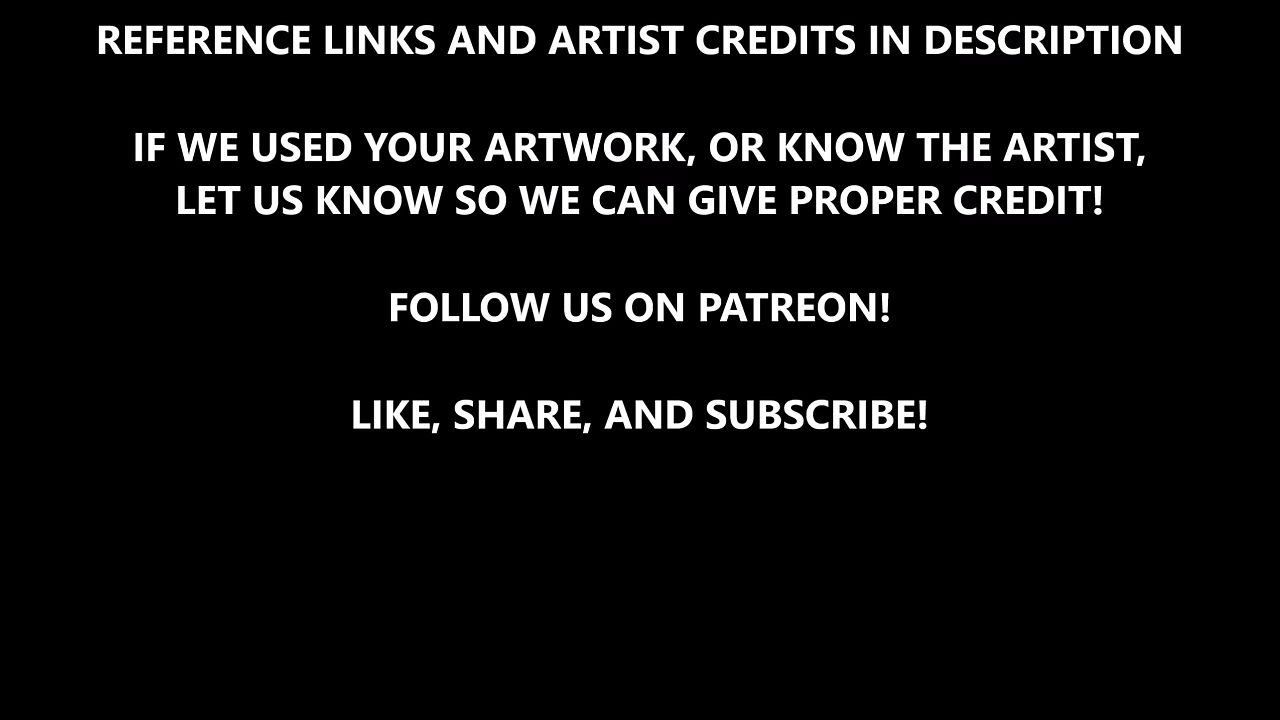 REFERENCE LINKS AND ARTIST CREDITS IN DESCRIPTION
IF WE USED YOUR ARTWORK, OR KNOW THE ARTIST,
LET US KNOW SO WE CAN GIVE PROPER CREDIT!
FOLLOW US ON PATREON!
LIKE, SHARE, AND SUBSCRIBE!